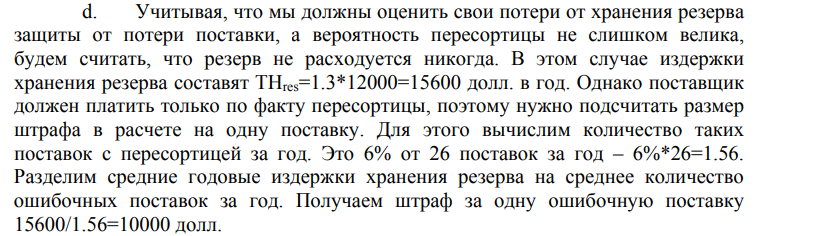 d. Учитывая, что мы должны оценить свои потери от хранения резерва
защиты от потери поставки, а вероятность пересортицы не слишком велика,
будем считать, что резерв не расходуется никогда. В этом случае издержки
хранения резерва составят THres=1.3*12000=15600 долл. в год. Однако поставщик
должен платить только по факту пересортицы, поэтому нужно подсчитать размер
штрафа в расчете на одну поставку. Для этого вычислим количество таких
поставок с пересортицей за год. Это 6% от 26 поставок за год – 6%*26=1.56.
Разделим средние годовые издержки хранения резерва на среднее количество
ошибочных поставок за год. Получаем штраф за одну ошибочную поставку
15600/1.56=10000 долл.